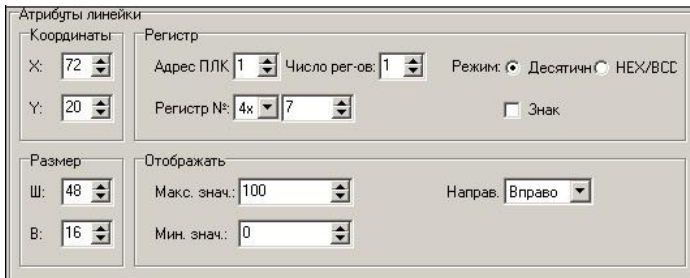 Атрибуты линейки
Координаты
X: 72
Y: 20
Регистр
Адрес ПЛК 1 Число рег-ов: 1 Режим: Десятичн HEX/BCD
Регистр №: 4x 7 Знак
Размер
Ш: 48
В: 16
Отображать
Макс. знач.: 100 Направ. Вправо
Мин. знач.: 0